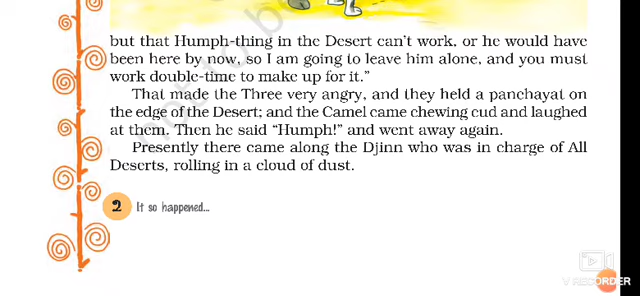 but that Humph-thing in the Desert can't work, or he would have
been here by now, so I am going to leave him alone, and you must
work double-time to make up for it."
That made the Three very angry, and they held a panchayat on
the edge of the Desert; and the Camel came chewing cud and laughed
at them. Then he said "Humph!" and went away again.
Presently there came along the Djinn who was in charge of All
Deserts, rolling in a cloud of dust.
2 It so happened...
V RECORDER